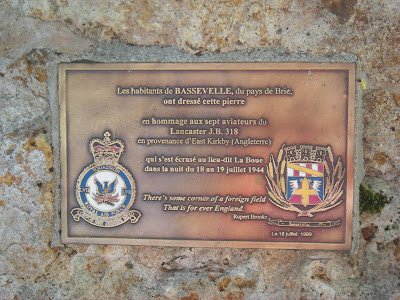 Les habitants de BASSEVELLE, du pays de Brie,
ont dressé cette pierre
en hommage aux sept aviateurs du
Lancaster J.B. 318
en provenance d'East Kirkby (Angleterre)
qui s'est écrasé au lieu-dit La Boue
dans la nuit du 18 au 19 juillet 1944
There's some corner of a foreign field
That is for ever England.
Rupert Brooke
Le 18 juillet